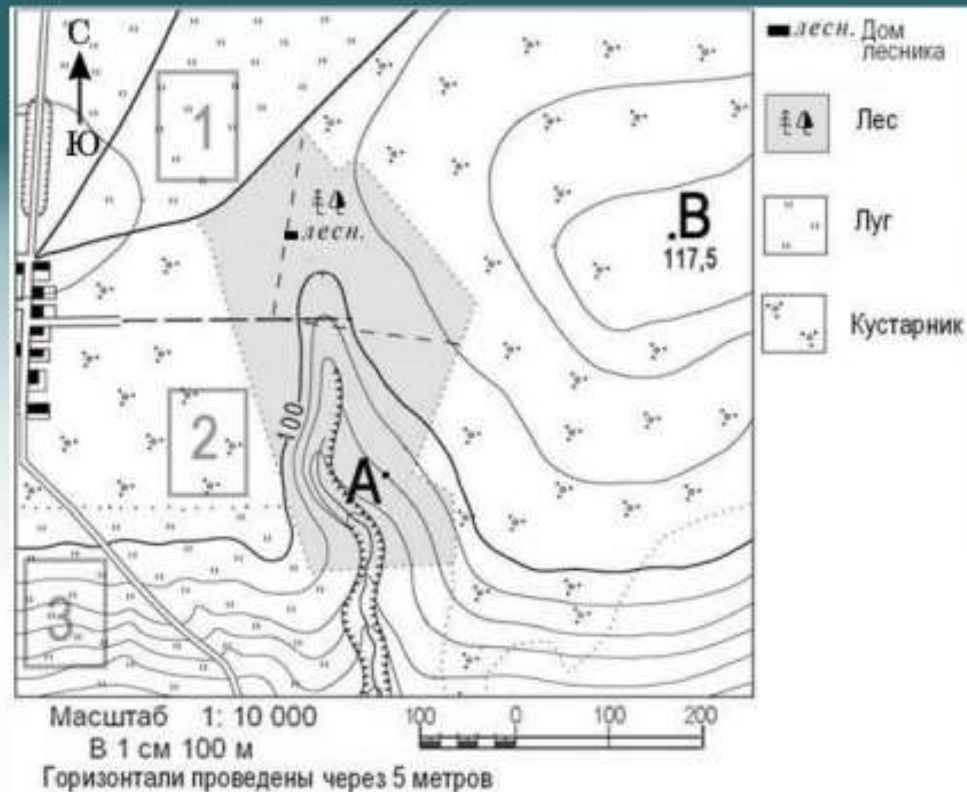 С
Ю
1
лесн.
.В
117,5
100
2
А
3
лесн. Дом
лесника
Лес
Луг
Кустарник
Масштаб 1: 10 000
В 1 см 100 м
100 0 100 200
Горизонтали проведены через 5 метров